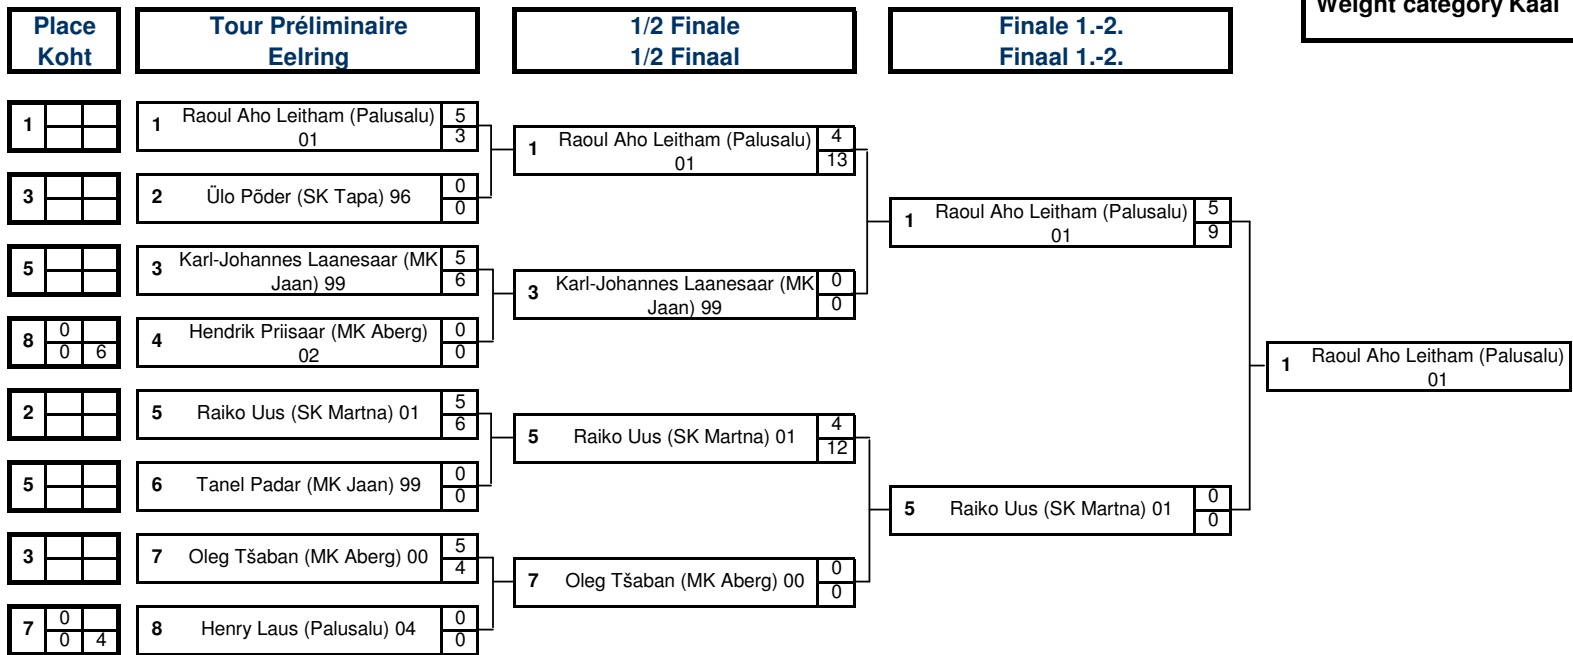 Weight category Kaal
Place
Koht
Tour Préliminaire
Eelring
1/2 Finale
1/2 Finaal
Finale 1.-2.
Finaal 1.-2.
1
1 Raoul Aho Leitham (Palusalu) 5
01 3
3
2 Ülo Põder (SK Tapa) 96 0
0
5
3 Karl-Johannes Laanesaar (MK 5
Jaan) 99 6
8 0
0 6
4 Hendrik Priisaar (MK Aberg) 0
02 0
2
5 Raiko Uus (SK Martna) 01 5
6
5
6 Tanel Padar (MK Jaan) 99 0
0
3
7 Oleg Tšaban (MK Aberg) 00 5
4
7 0
0 4
8 Henry Laus (Palusalu) 04 0
0
1 Raoul Aho Leitham (Palusalu) 4
01 13
3 Karl-Johannes Laanesaar (MK 0
Jaan) 99 0
5 Raiko Uus (SK Martna) 01 4
12
7 Oleg Tšaban (MK Aberg) 00 0
0
1 Raoul Aho Leitham (Palusalu) 5
01 9
5 Raiko Uus (SK Martna) 01 0
0
1 Raoul Aho Leitham (Palusalu)
01